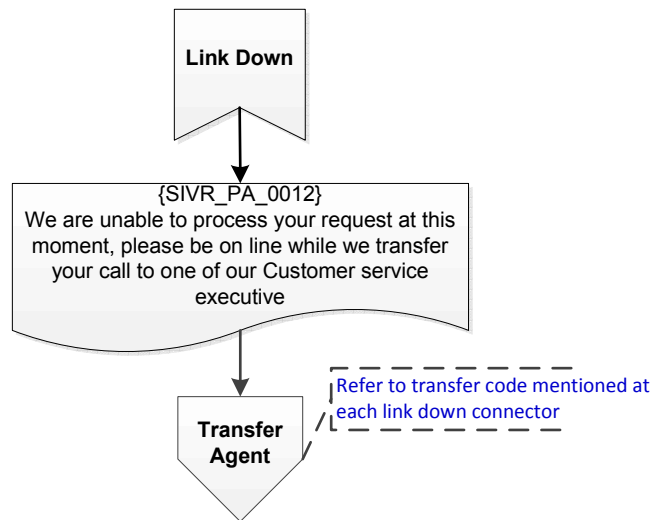 Link Down
{SIVR_PA_0012}
We are unable to process your request at this
moment, please be on line while we transfer
your call to one of our Customer service
executive
Refer to transfer code mentioned at
each link down connector
Transfer
Agent